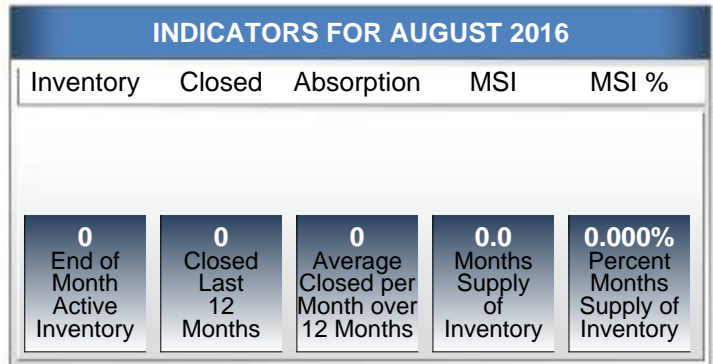 INDICATORS FOR AUGUST 2016
Inventory Closed Absorption MSI MSI %
0
End of
Month
Active
Inventory
0
Closed
Last
12
Months
0
Average
Closed per
Month over
12 Months
0.0
Months
Supply
of
Inventory
0.000%
Percent
Months
Supply of
Inventory